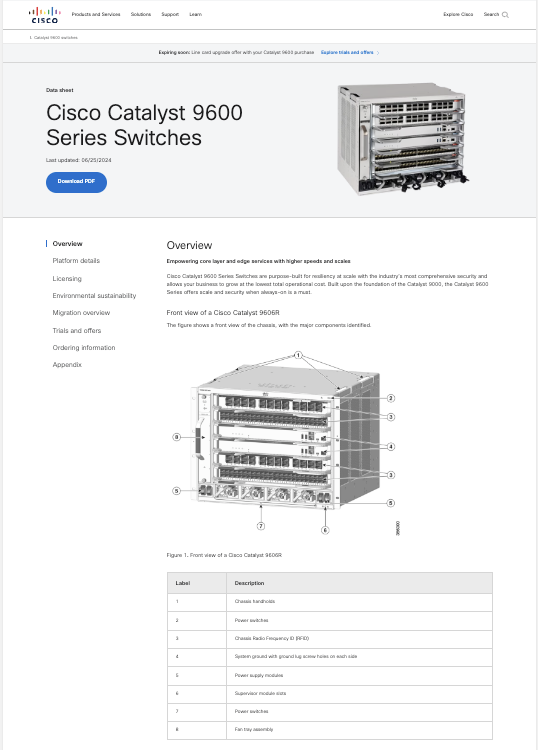 CISCO
Products and Services Solutions Support Learn
Explore Cisco Search
Catalyst 9600 switches
Expiring soon: Line card upgrade offer with your Catalyst 9600 purchase Explore trials and offers
Data sheet
Cisco Catalyst 9600
Series Switches
Last updated: 06/25/2024
Download PDF
Overview
Platform details
Licensing
Environmental sustainability
Migration overview
Trials and offers
Ordering information
Appendix
Overview
Empowering core layer and edge services with higher speeds and scales
Cisco Catalyst 9600 Series Switches are purpose-built for resiliency at scale with the industry's most comprehensive security and
allows your business to grow at the lowest total operational cost. Built upon the foundation of the Catalyst 9000, the Catalyst 9600
Series offers scale and security when always-on is a must.
Front view of a Cisco Catalyst 9606R
The figure shows a front view of the chassis, with the major components identified.
1
2
3
4
3
5
6
7
5
8
Figure 1. Front view of a Cisco Catalyst 9606R
Label Description
1 Chassis handholds
2 Power switches
3 Chassis Radio Frequency ID (RFID)
4 System ground with ground lug screw holes on each side
5 Power supply modules
6 Supervisor module slots
7 Power switches
8 Fan tray assembly